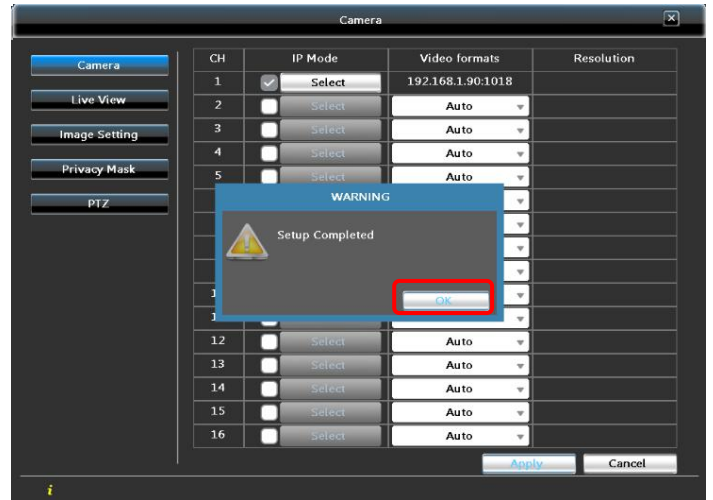 Camera
Camera
Live View
Image Setting
Privacy Mask
PTZ
CH IP Mode Video formats Resolution
1 Select 192.168.1.90:1018
2 Select Auto
3 Select Auto
4 Select Auto
5 Select Auto
WARNING
Setup Completed
OK
12 Select Auto
13 Select Auto
14 Select Auto
15 Select Auto
16 Select Auto
Apply Cancel
i